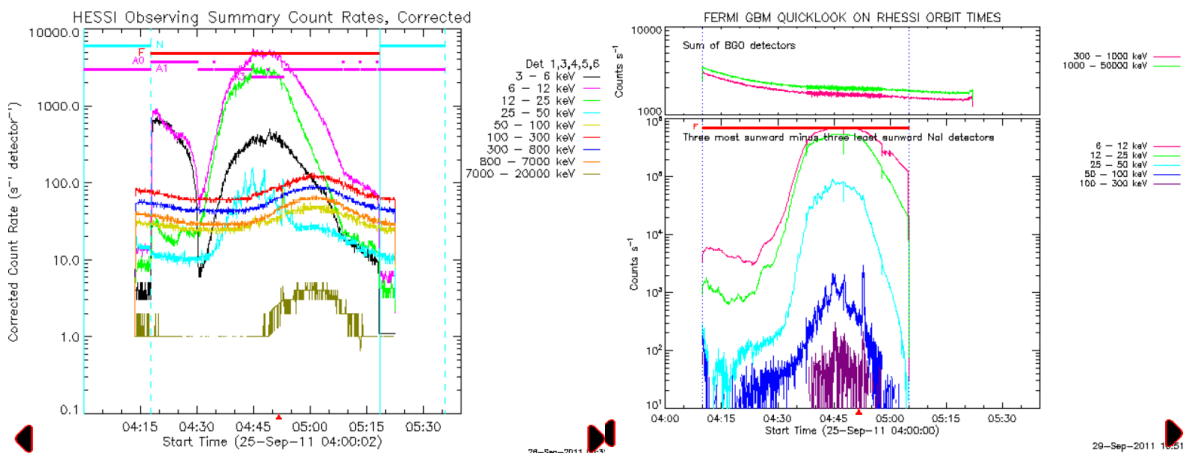 HESSI Observing Summary Count Rates, Corrected
Corrected Count Rate (s⁻¹ detector⁻¹)
10000.0
1000.0
100.0
10.0
1.0
0.1
N
F
A0
A1
Det 1,3,4,5,6
3 - 6 keV
6 - 12 keV
12 - 25 keV
25 - 50 keV
50 - 100 keV
100 - 300 keV
300 - 800 keV
800 - 7000 keV
7000 - 20000 keV
04:15 04:30 04:45 05:00 05:15 05:30
Start Time (25-Sep-11 04:00:02)
FERMI GBM QUICKLOOK ON RHESSI ORBIT TIMES
Counts s⁻¹
10000
1000
Sum of BGO detectors
300 - 1000 keV
1000 - 50000 keV
Counts s⁻¹
10⁵
10⁴
10³
10²
10¹
F
Three most sunward minus three least sunward NaI detectors
6 - 12 keV
12 - 25 keV
25 - 50 keV
50 - 100 keV
100 - 300 keV
04:00 04:15 04:30 04:45 05:00 05:15 05:30
Start Time (25-Sep-11 04:00:00)
29-Sep-2011